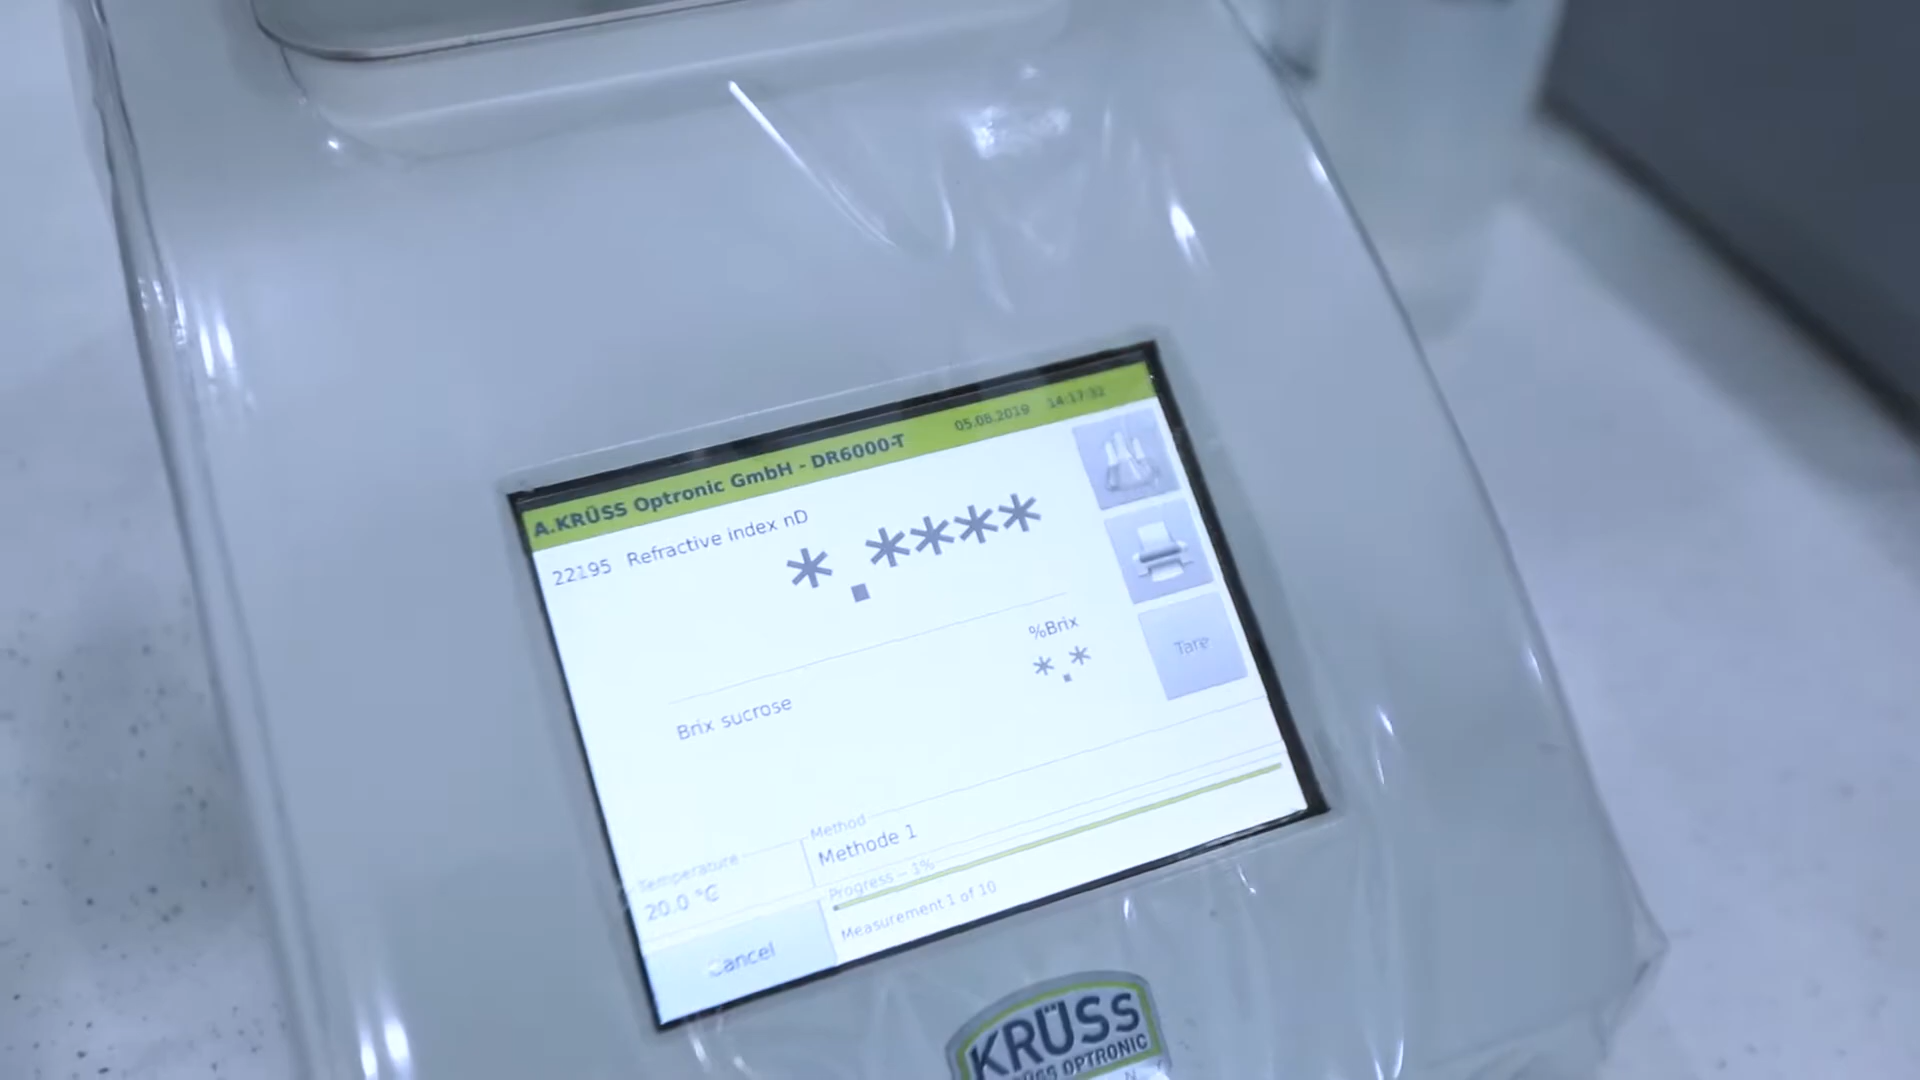 A.KRÜSS Optronic GmbH - DR6000-T 05.08.2019 14:17:32
22195 Refractive index nD
*.****
%Brix
*.*
Brix sucrose
Tare
Temperature
20.0 °C
Method
Methode 1
Progress – 1%
Measurement 1 of 10
Cancel
KRÜSS
OPTRONIC